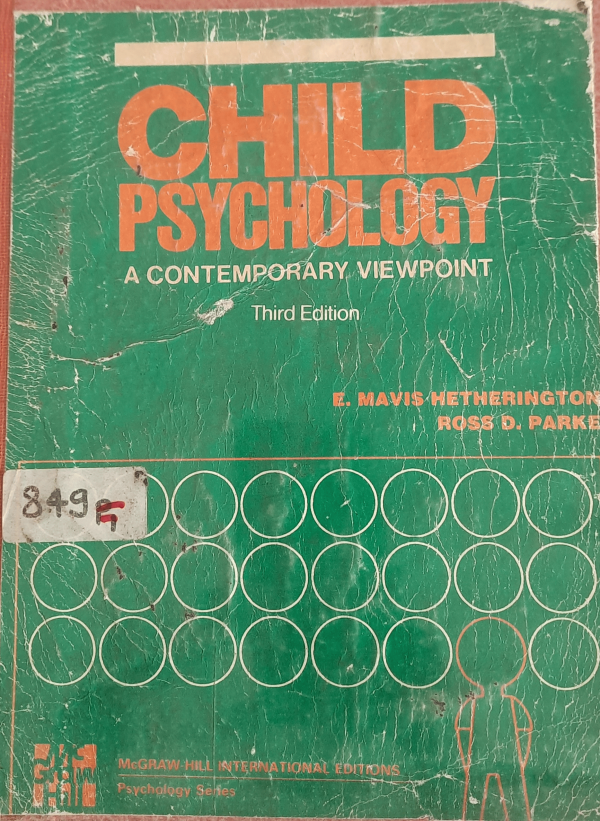 CHILD
PSYCHOLOGY
A CONTEMPORARY VIEWPOINT
Third Edition
E. MAVIS HETHERINGTON
ROSS D. PARKE
849
McGRAW-HILL INTERNATIONAL EDITIONS
Psychology Series